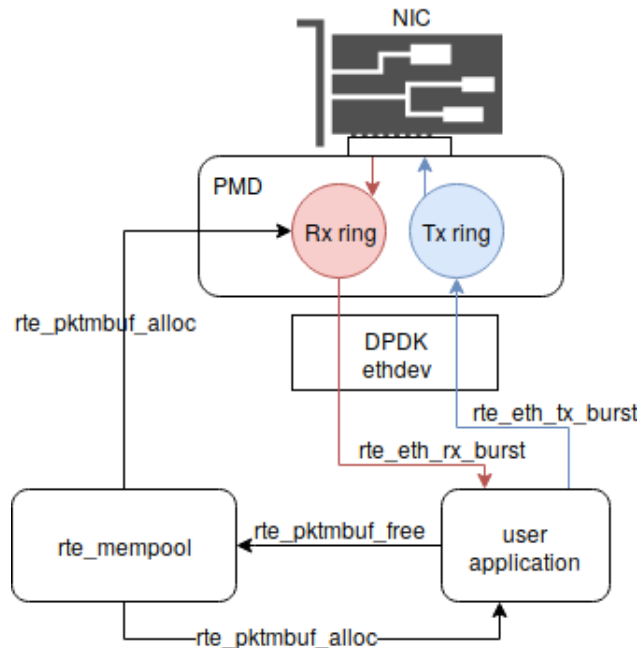 NIC
PMD
Rx ring
Tx ring
rte_pktmbuf_alloc
DPDK
ethdev
rte_eth_tx_burst
rte_eth_rx_burst
rte_mempool
rte_pktmbuf_free
user
application
rte_pktmbuf_alloc